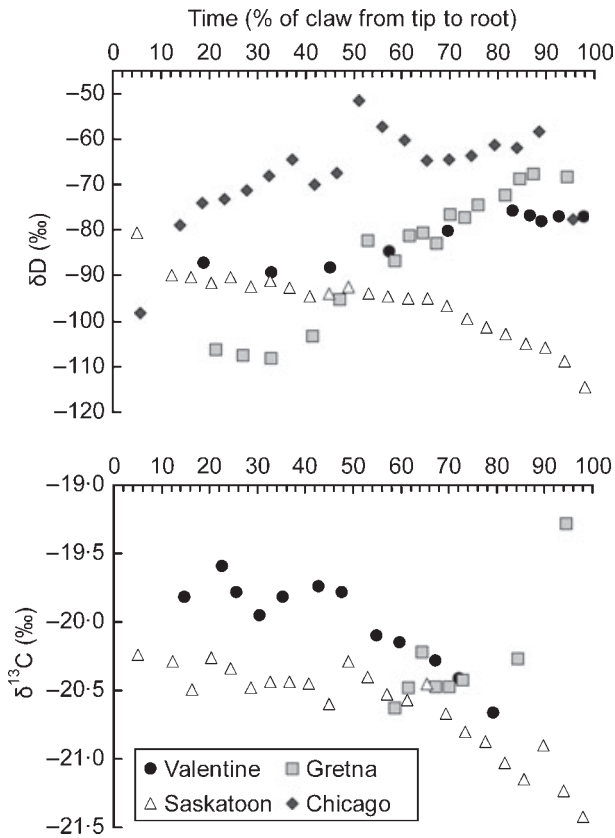 Time (% of claw from tip to root)
0 10 20 30 40 50 60 70 80 90 100
−50
−60
−70
−80
−90
−100
−110
−120
δD (‰)
0 10 20 30 40 50 60 70 80 90 100
−19·0
−19·5
−20·0
−20·5
−21·0
−21·5
δ¹³C (‰)
Valentine Gretna
Saskatoon Chicago